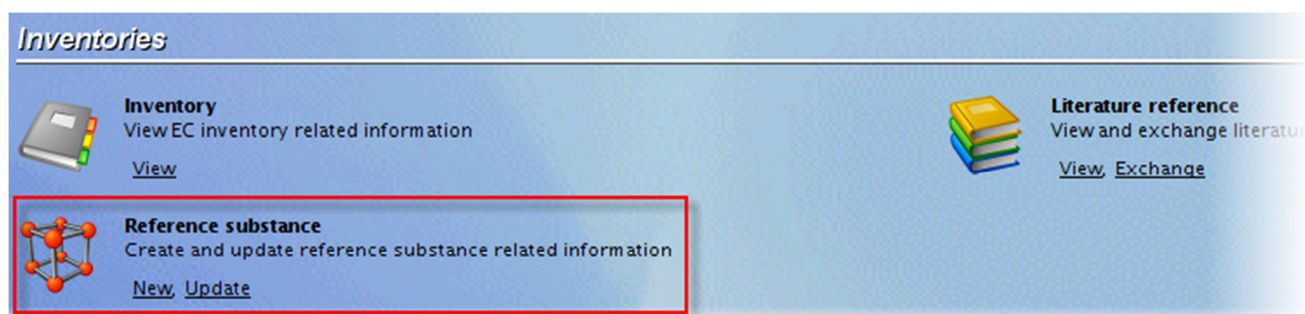 Inventories
Inventory
View EC inventory related information
View
Literature reference
View and exchange
View, Exchange
Reference substance
Create and update reference substance related information
New, Update